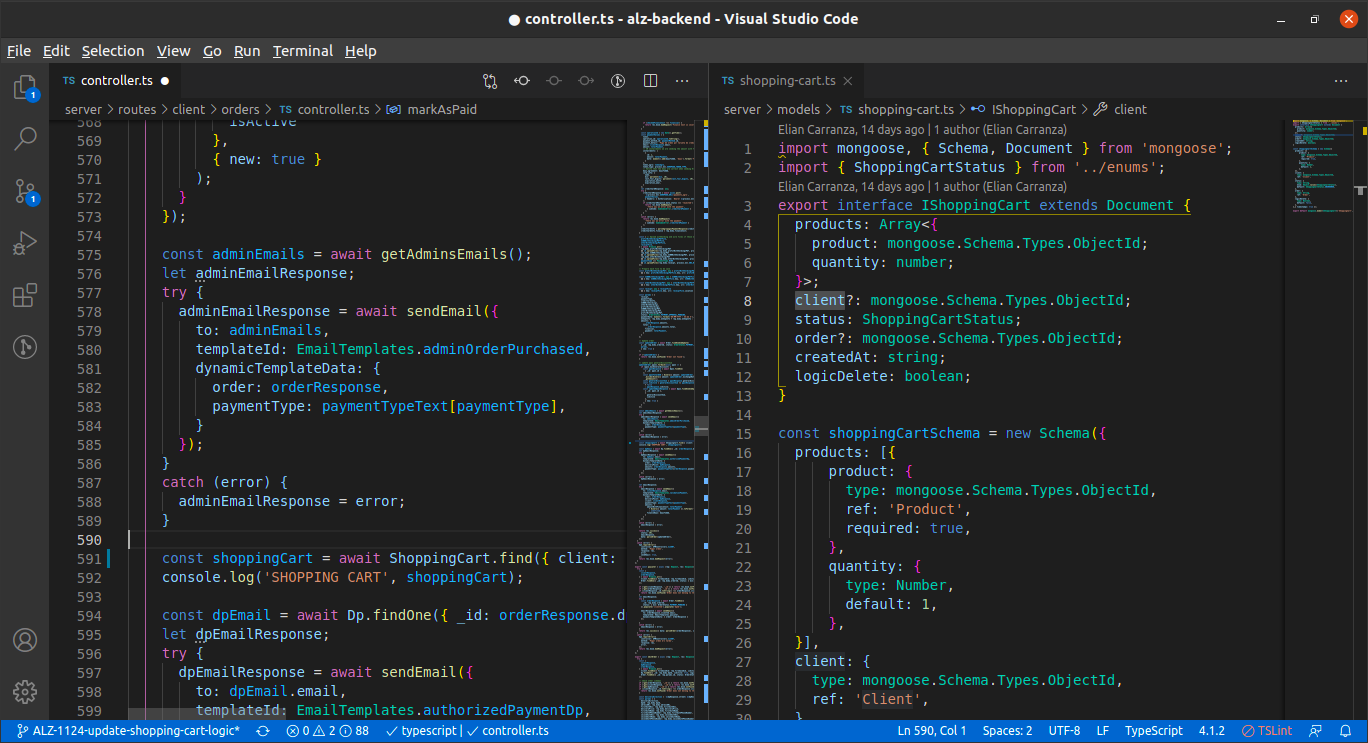 controller.ts - alz-backend - Visual Studio Code
File Edit Selection View Go Run Terminal Help
TS controller.ts
server > routes > client > orders > TS controller.ts > markAsPaid
568 isActive
569 },
570 { new: true }
571 );
572 }
573 });
574
575 const adminEmails = await getAdminsEmails();
576 let adminEmailResponse;
577 try {
578 adminEmailResponse = await sendEmail({
579 to: adminEmails,
580 templateId: EmailTemplates.adminOrderPurchased,
581 dynamicTemplateData: {
582 order: orderResponse,
583 paymentType: paymentTypeText[paymentType],
584 }
585 });
586 }
587 catch (error) {
588 adminEmailResponse = error;
589 }
590
591 const shoppingCart = await ShoppingCart.find({ client:
592 console.log('SHOPPING CART', shoppingCart);
593
594 const dpEmail = await Dp.findOne({ _id: orderResponse.d
595 let dpEmailResponse;
596 try {
597 dpEmailResponse = await sendEmail({
598 to: dpEmail.email,
599 templateId: EmailTemplates.authorizedPaymentDp,
TS shopping-cart.ts
server > models > TS shopping-cart.ts > IShoppingCart > client
Elian Carranza, 14 days ago | 1 author (Elian Carranza)
1 import mongoose, { Schema, Document } from 'mongoose';
2 import { ShoppingCartStatus } from '../enums';
Elian Carranza, 14 days ago | 1 author (Elian Carranza)
3 export interface IShoppingCart extends Document {
4 products: Array<{
5 product: mongoose.Schema.Types.ObjectId;
6 quantity: number;
7 }>;
8 client?: mongoose.Schema.Types.ObjectId;
9 status: ShoppingCartStatus;
10 order?: mongoose.Schema.Types.ObjectId;
11 createdAt: string;
12 logicDelete: boolean;
13 }
14
15 const shoppingCartSchema = new Schema({
16 products: [{
17 product: {
18 type: mongoose.Schema.Types.ObjectId,
19 ref: 'Product',
20 required: true,
21 },
22 quantity: {
23 type: Number,
24 default: 1,
25 },
26 }],
27 client: {
28 type: mongoose.Schema.Types.ObjectId,
29 ref: 'Client',
30 }
1
1
ALZ-1124-update-shopping-cart-logic* 0 2 88 typescript | controller.ts Ln 590, Col 1 Spaces: 2 UTF-8 LF TypeScript 4.1.2 TSLint